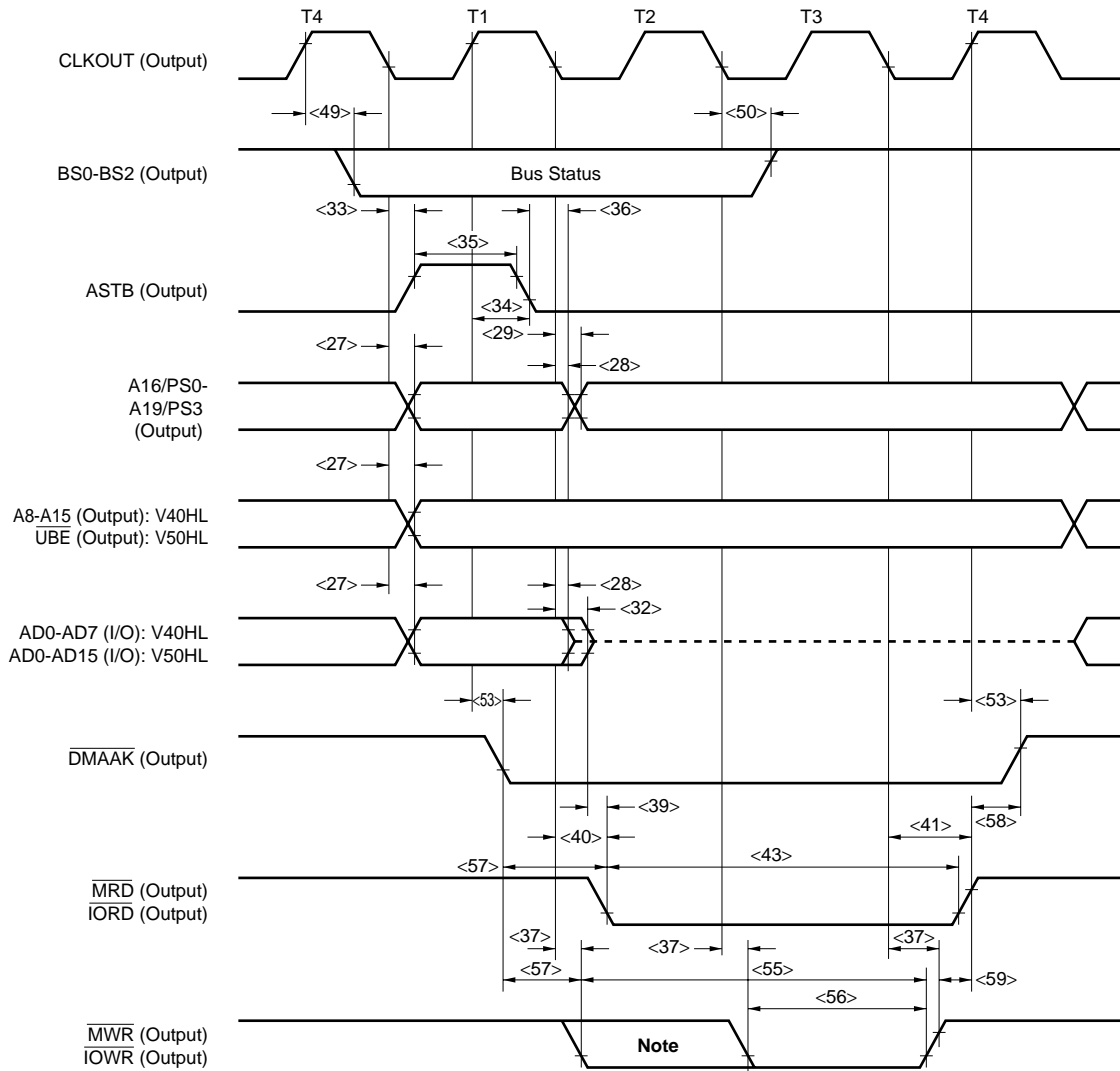 T4 T1 T2 T3 T4
CLKOUT (Output)
<49> <50>
BS0-BS2 (Output) Bus Status
<33> <36>
<35>
ASTB (Output)
<34>
<29>
<27>
<28>
A16/PS0-
A19/PS3
(Output)
<27>
A8-A15 (Output): V40HL
UBE (Output): V50HL
<27> <28>
<32>
AD0-AD7 (I/O): V40HL
AD0-AD15 (I/O): V50HL
<53> <53>
DMAAK (Output)
<39>
<40> <41> <58>
<57> <43>
MRD (Output)
IORD (Output)
<37> <37> <37>
<57> <55> <59>
<56>
MWR (Output)
IOWR (Output)
Note